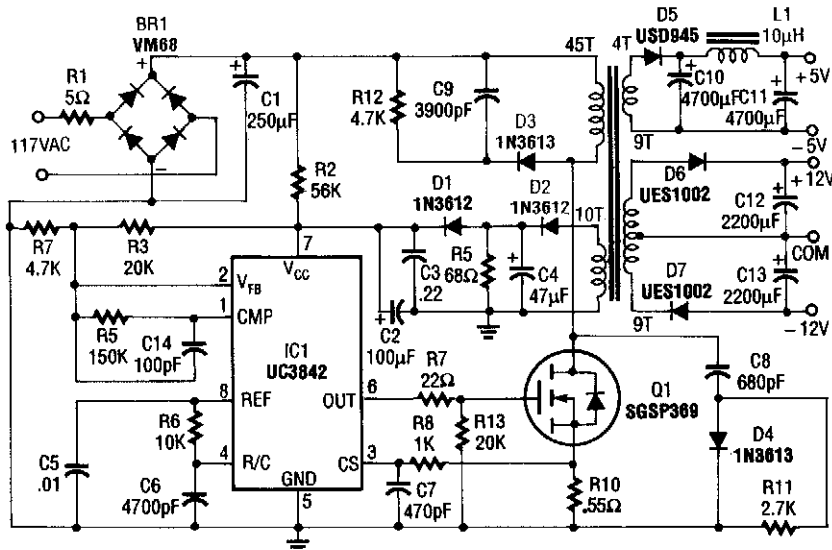 BR1
VM68
+
-
R1
5Ω
117VAC
+
C1
250µF
R2
56K
R12
4.7K
C9
3900pF
D3
1N3613
45T
4T
9T
D5
USD945
L1
10µH
+
C10
4700µF
+
C11
4700µF
+5V
-5V
D6
UES1002
+
C12
2200µF
+12V
COM
+
C13
2200µF
D7
UES1002
9T
-12V
R7
4.7K
R3
20K
D1
1N3612
D2
1N3612
10T
C3
.22
R5
68Ω
+
C4
47µF
+
C2
100µF
7
VCC
2
VFB
1
CMP
R5
150K
C14
100pF
IC1
UC3842
8
REF
OUT
6
R6
10K
4
R/C
CS
3
GND
5
C5
.01
C6
4700pF
R7
22Ω
R8
1K
R13
20K
C7
470pF
Q1
SGSP369
R10
.55Ω
C8
680pF
D4
1N3613
R11
2.7K